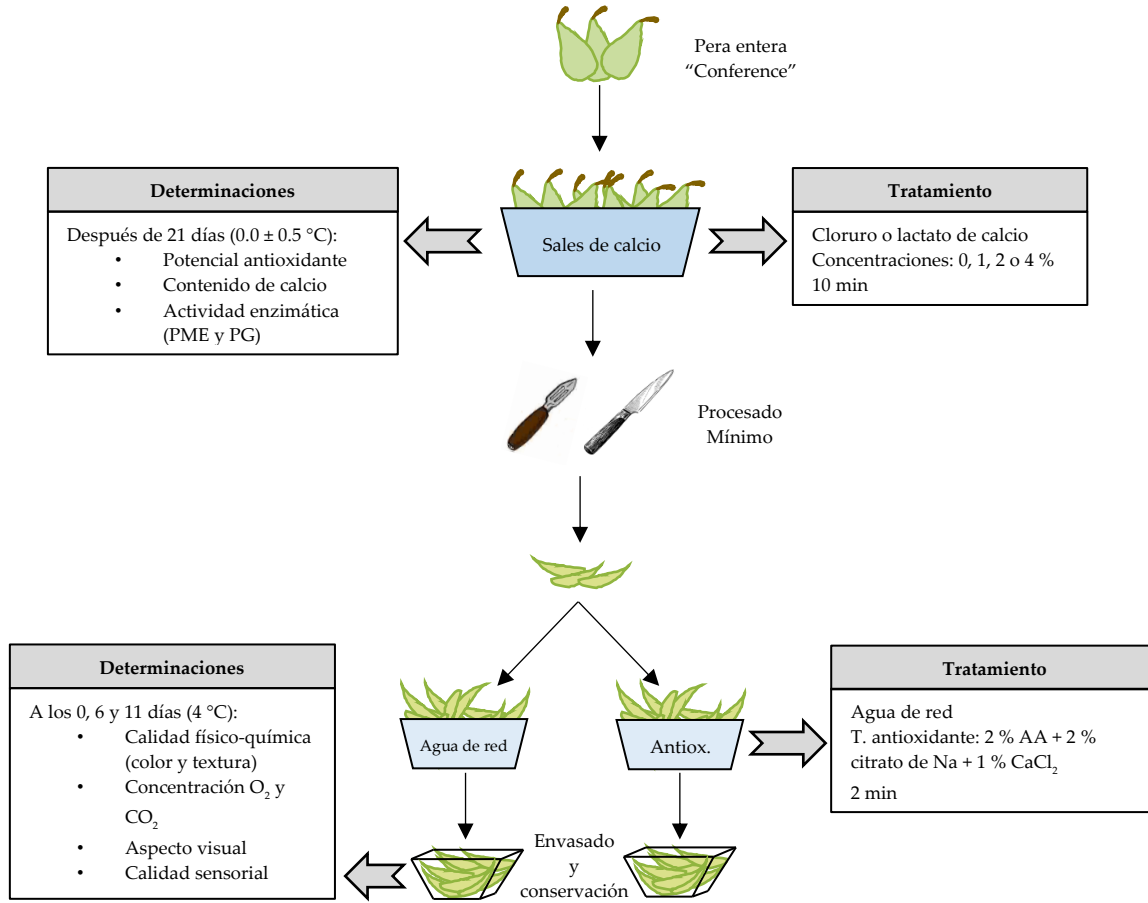 Pera entera
“Conference”
Determinaciones
Después de 21 días (0.0 ± 0.5 °C):
• Potencial antioxidante
• Contenido de calcio
• Actividad enzimática
(PME y PG)
Sales de calcio
Tratamiento
Cloruro o lactato de calcio
Concentraciones: 0, 1, 2 o 4 %
10 min
Procesado
Mínimo
Determinaciones
A los 0, 6 y 11 días (4 °C):
• Calidad físico-química
(color y textura)
• Concentración O₂ y
CO₂
• Aspecto visual
• Calidad sensorial
Agua de red
Antiox.
Tratamiento
Agua de red
T. antioxidante: 2 % AA + 2 %
citrato de Na + 1 % CaCl₂
2 min
Envasado
y
conservación